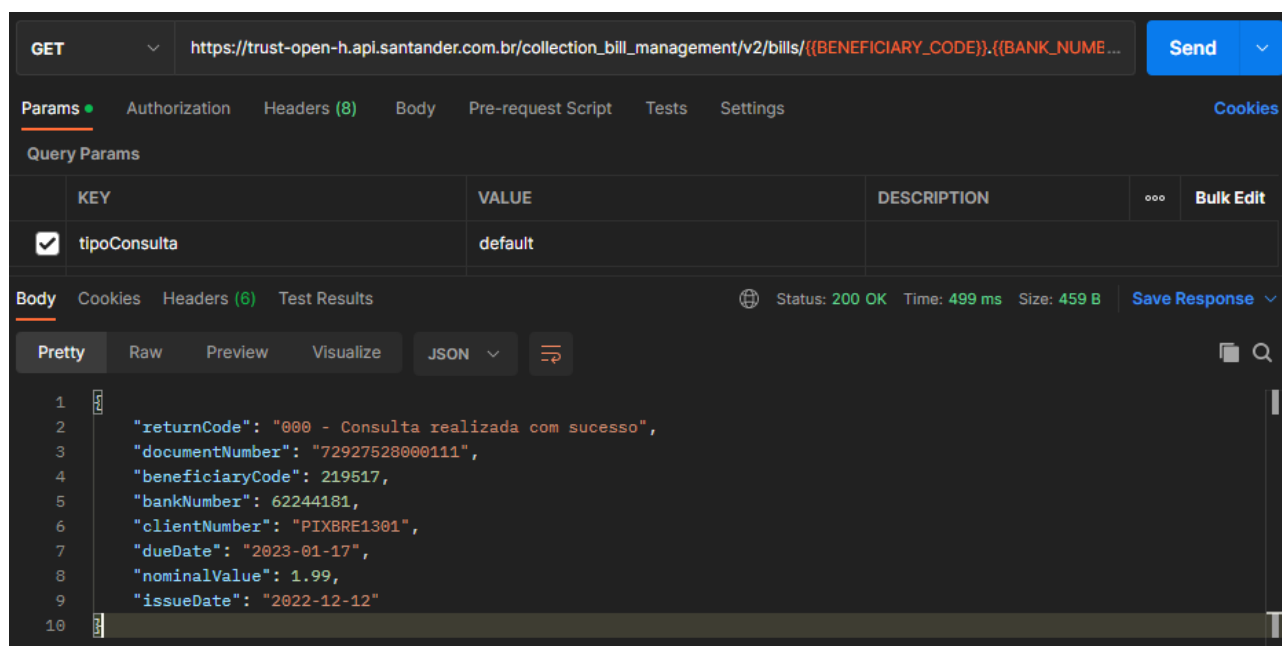 GET https://trust-open-h.api.santander.com.br/collection_bill_management/v2/bills/{{BENEFICIARY_CODE}}.{{BANK_NUME... Send
Params Authorization Headers (8) Body Pre-request Script Tests Settings Cookies
Query Params
KEY VALUE DESCRIPTION ooo Bulk Edit
tipoConsulta default
Body Cookies Headers (6) Test Results Status: 200 OK Time: 499 ms Size: 459 B Save Response
Pretty Raw Preview Visualize JSON
1 {
2 "returnCode": "000 - Consulta realizada com sucesso",
3 "documentNumber": "72927528000111",
4 "beneficiaryCode": 219517,
5 "bankNumber": 62244181,
6 "clientNumber": "PIXBRE1301",
7 "dueDate": "2023-01-17",
8 "nominalValue": 1.99,
9 "issueDate": "2022-12-12"
10 }